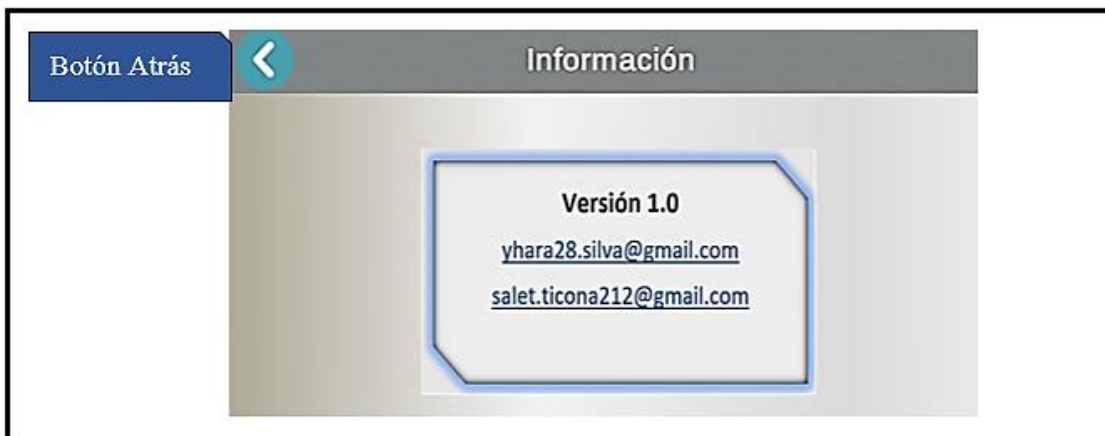 Botón Atrás
Información
Versión 1.0
yhara28.silva@gmail.com
salet.ticona212@gmail.com